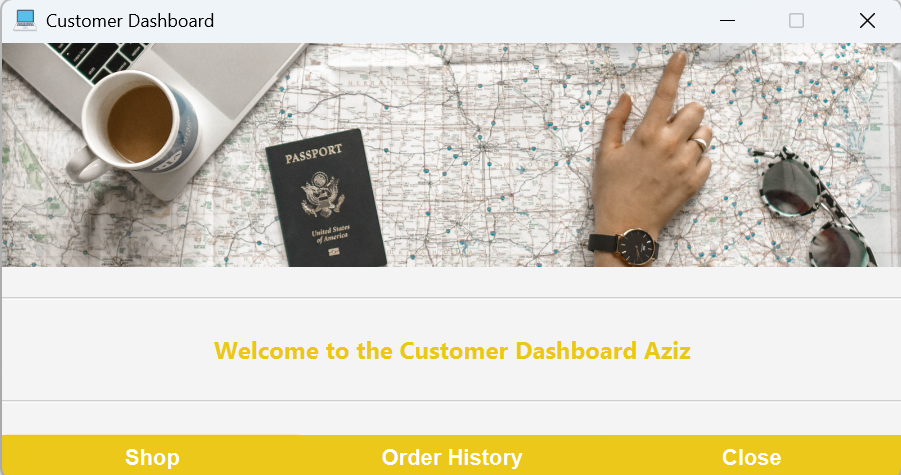 Customer Dashboard
PASSPORT
United States
of America
Welcome to the Customer Dashboard Aziz
Shop
Order History
Close